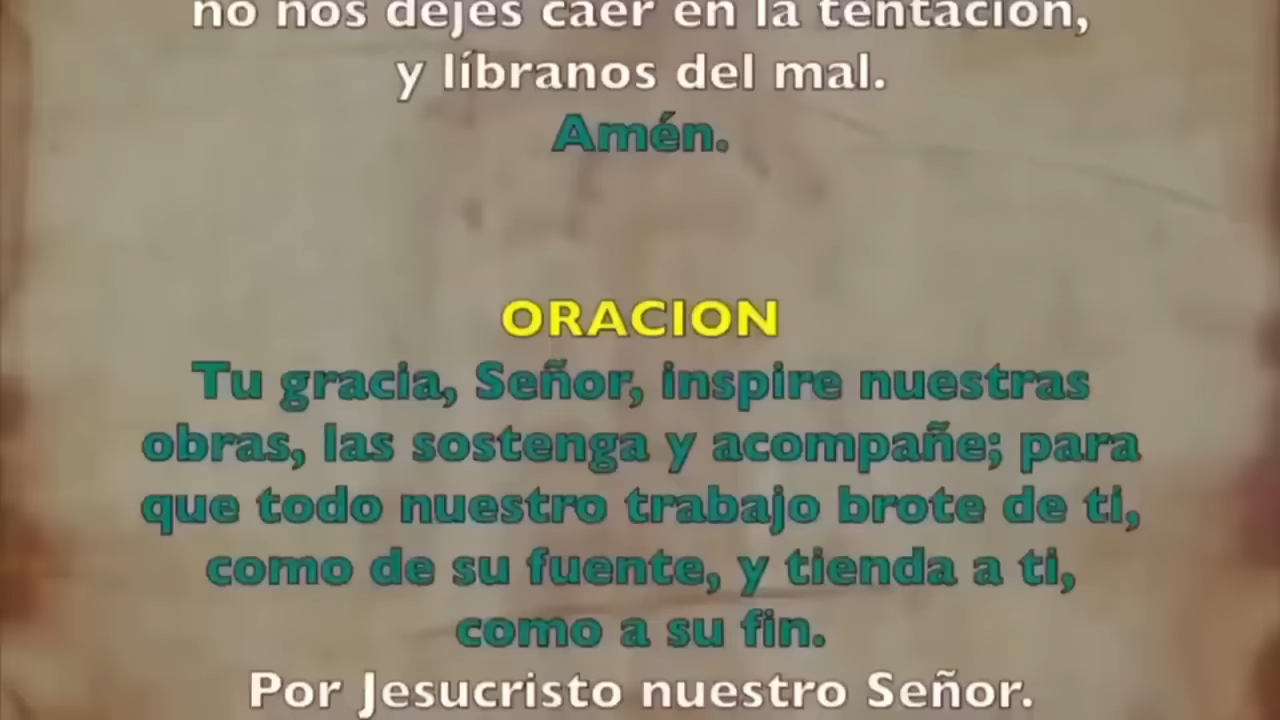 no nos dejes caer en la tentación,
y líbranos del mal.
Amén.
ORACION
Tu gracia, Señor, inspire nuestras
obras, las sostenga y acompañe; para
que todo nuestro trabajo brote de ti,
como de su fuente, y tienda a ti,
como a su fin.
Por Jesucristo nuestro Señor.